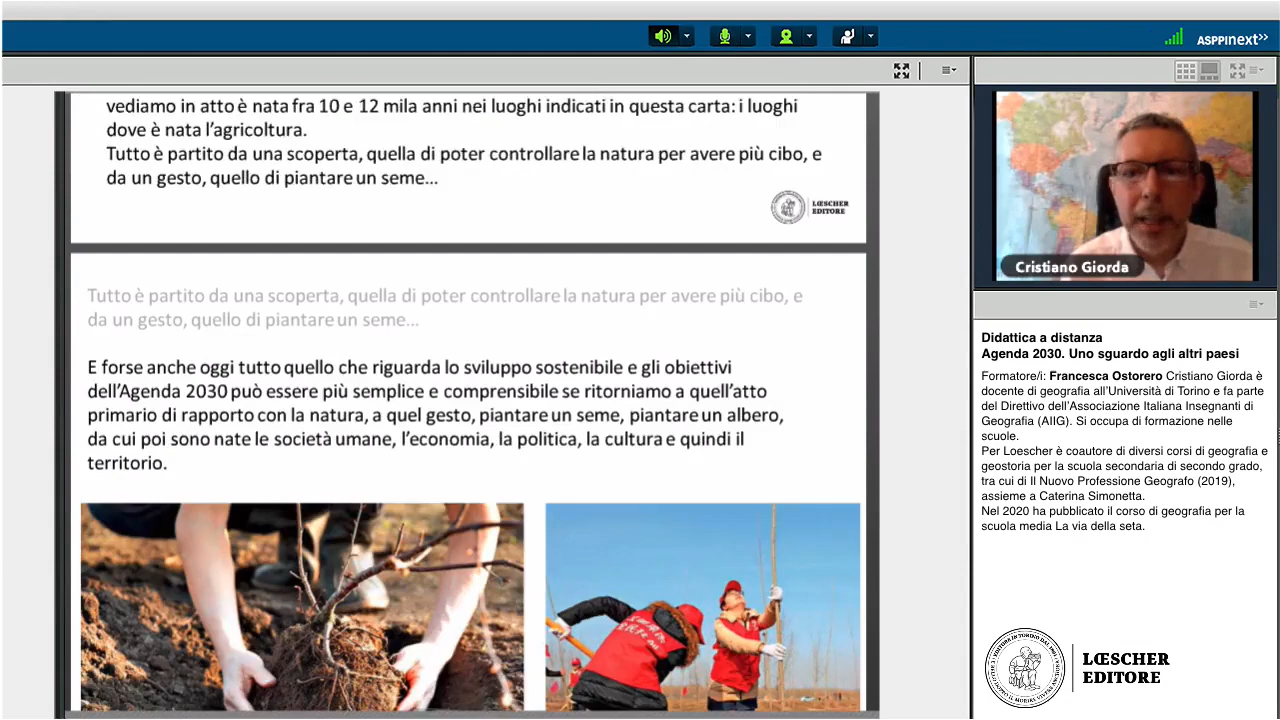 ASPPInext>>
vediamo in atto è nata fra 10 e 12 mila anni nei luoghi indicati in questa carta: i luoghi
dove è nata l'agricoltura.
Tutto è partito da una scoperta, quella di poter controllare la natura per avere più cibo, e
da un gesto, quello di piantare un seme...
LŒSCHER
EDITORE
Tutto è partito da una scoperta, quella di poter controllare la natura per avere più cibo, e
da un gesto, quello di piantare un seme...
E forse anche oggi tutto quello che riguarda lo sviluppo sostenibile e gli obiettivi
dell'Agenda 2030 può essere più semplice e comprensibile se ritorniamo a quell'atto
primario di rapporto con la natura, a quel gesto, piantare un seme, piantare un albero,
da cui poi sono nate le società umane, l'economia, la politica, la cultura e quindi il
territorio.
Cristiano Giorda
Didattica a distanza
Agenda 2030. Uno sguardo agli altri paesi
Formatore/i: Francesca Ostorero Cristiano Giorda è
docente di geografia all'Università di Torino e fa parte
del Direttivo dell'Associazione Italiana Insegnanti di
Geografia (AIIG). Si occupa di formazione nelle
scuole.
Per Loescher è coautore di diversi corsi di geografia e
geostoria per la scuola secondaria di secondo grado,
tra cui di Il Nuovo Professione Geografo (2019),
assieme a Caterina Simonetta.
Nel 2020 ha pubblicato il corso di geografia per la
scuola media La via della seta.
LŒSCHER
EDITORE